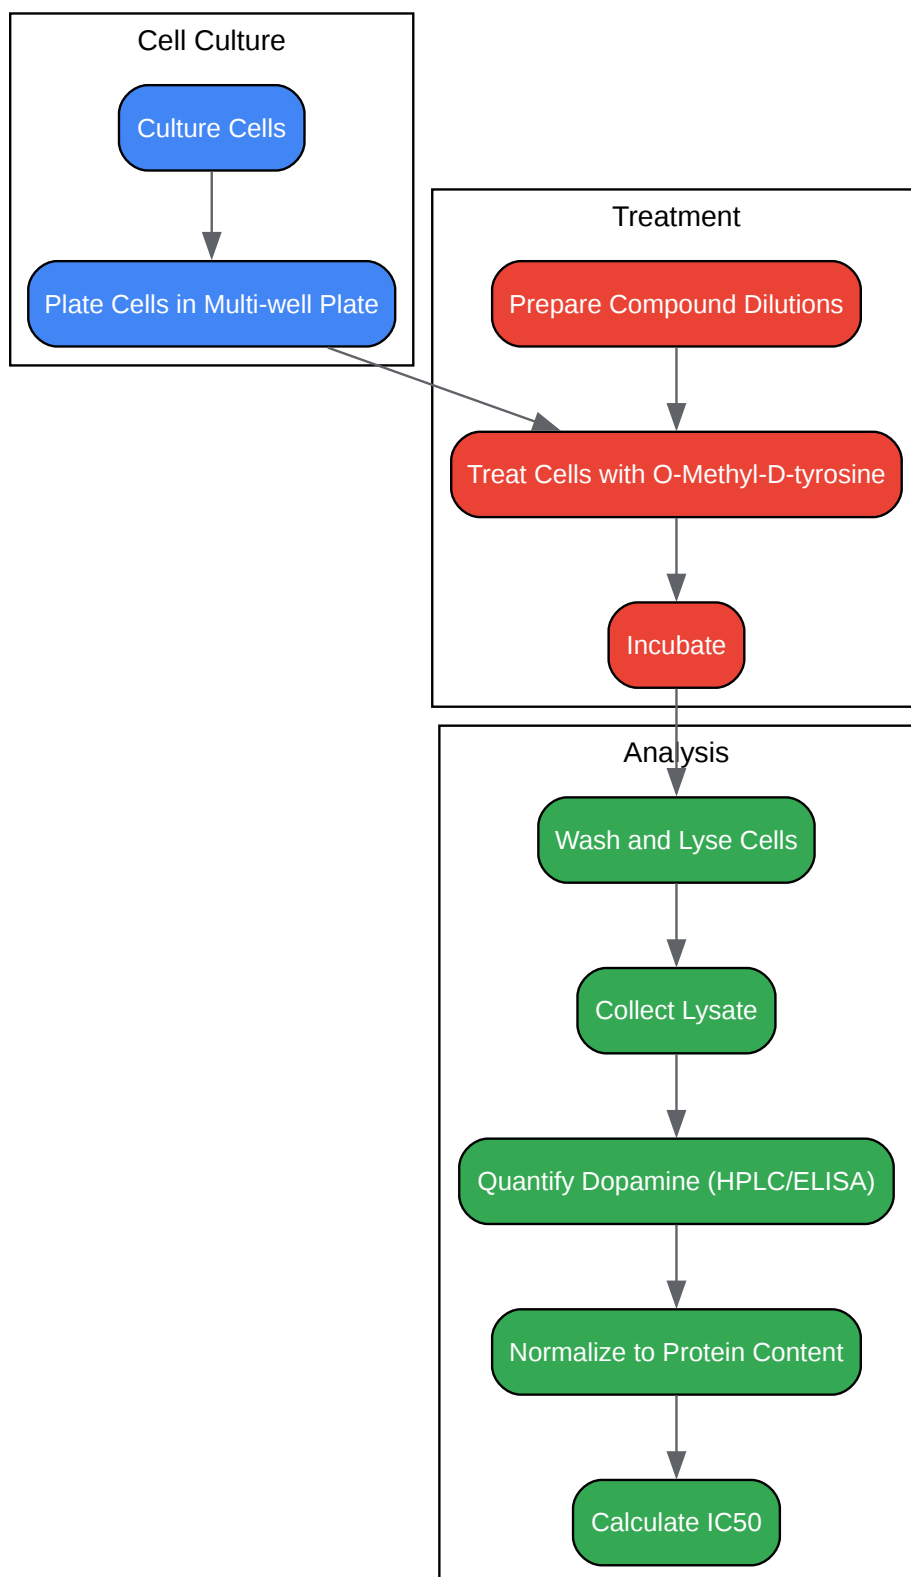 Cell Culture
Culture Cells
Plate Cells in Multi-well Plate
Treatment
Prepare Compound Dilutions
Treat Cells with O-Methyl-D-tyrosine
Incubate
Analysis
Wash and Lyse Cells
Collect Lysate
Quantify Dopamine (HPLC/ELISA)
Normalize to Protein Content
Calculate IC50